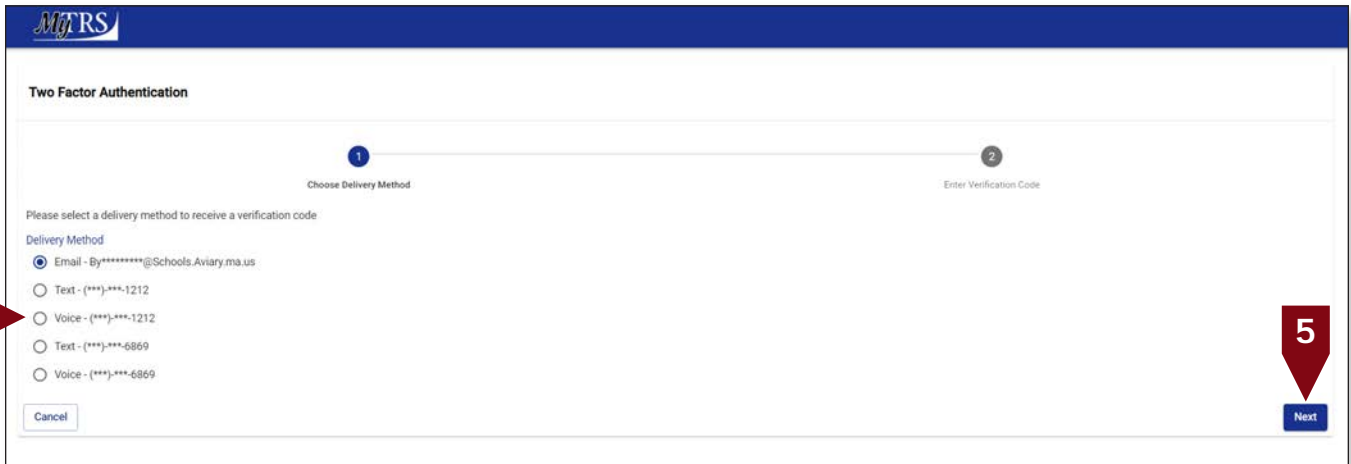 MyTRS
Two Factor Authentication
1
2
Choose Delivery Method
Enter Verification Code
Please select a delivery method to receive a verification code
Delivery Method
Email - By*********@Schools.Aviary.ma.us
Text - (***)-***-1212
Voice - (***)-***-1212
Text - (***)-***-6869
Voice - (***)-***-6869
5
Cancel
Next